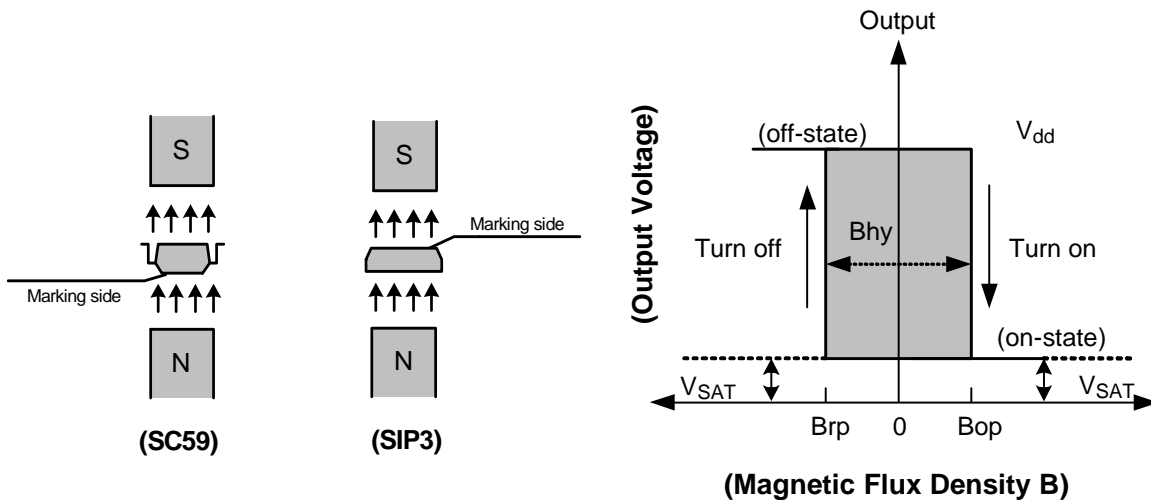 S
Marking side
N
(SC59)
S
Marking side
N
(SIP3)
Output
(Output Voltage)
(off-state)
Vdd
Turn off
Bhy
Turn on
(on-state)
VSAT
VSAT
Brp
0
Bop
(Magnetic Flux Density B)